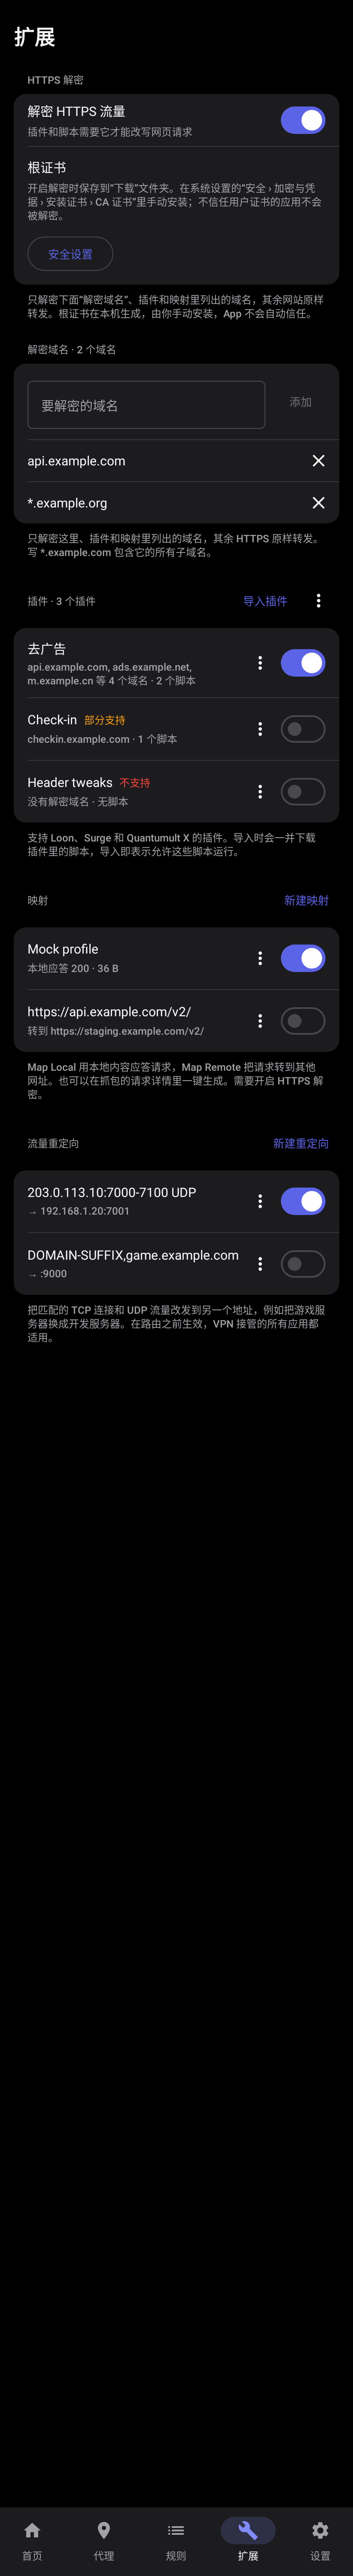 扩展
HTTPS 解密
解密 HTTPS 流量
插件和脚本需要它才能改写网页请求
根证书
开启解密时保存到“下载”文件夹。在系统设置的“安全 › 加密与凭
据 › 安装证书 › CA 证书”里手动安装；不信任用户证书的应用不会
被解密。
安全设置
只解密下面“解密域名”、插件和映射里列出的域名，其余网站原样
转发。根证书在本机生成，由你手动安装，App 不会自动信任。
解密域名 · 2 个域名
要解密的域名
添加
api.example.com
*.example.org
只解密这里、插件和映射里列出的域名，其余 HTTPS 原样转发。
写 *.example.com 包含它的所有子域名。
插件 · 3 个插件
导入插件
去广告
api.example.com, ads.example.net,
m.example.cn 等 4 个域名 · 2 个脚本
Check-in 部分支持
checkin.example.com · 1 个脚本
Header tweaks 不支持
没有解密域名 · 无脚本
支持 Loon、Surge 和 Quantumult X 的插件。导入时会一并下载
插件里的脚本，导入即表示允许这些脚本运行。
映射
新建映射
Mock profile
本地应答 200 · 36 B
https://api.example.com/v2/
转到 https://staging.example.com/v2/
Map Local 用本地内容应答请求，Map Remote 把请求转到其他
网址。也可以在抓包的请求详情里一键生成。需要开启 HTTPS 解
密。
流量重定向
新建重定向
203.0.113.10:7000-7100 UDP
→ 192.168.1.20:7001
DOMAIN-SUFFIX,game.example.com
→ :9000
把匹配的 TCP 连接和 UDP 流量改发到另一个地址，例如把游戏服
务器换成开发服务器。在路由之前生效，VPN 接管的所有应用都
适用。
首页
代理
规则
扩展
设置